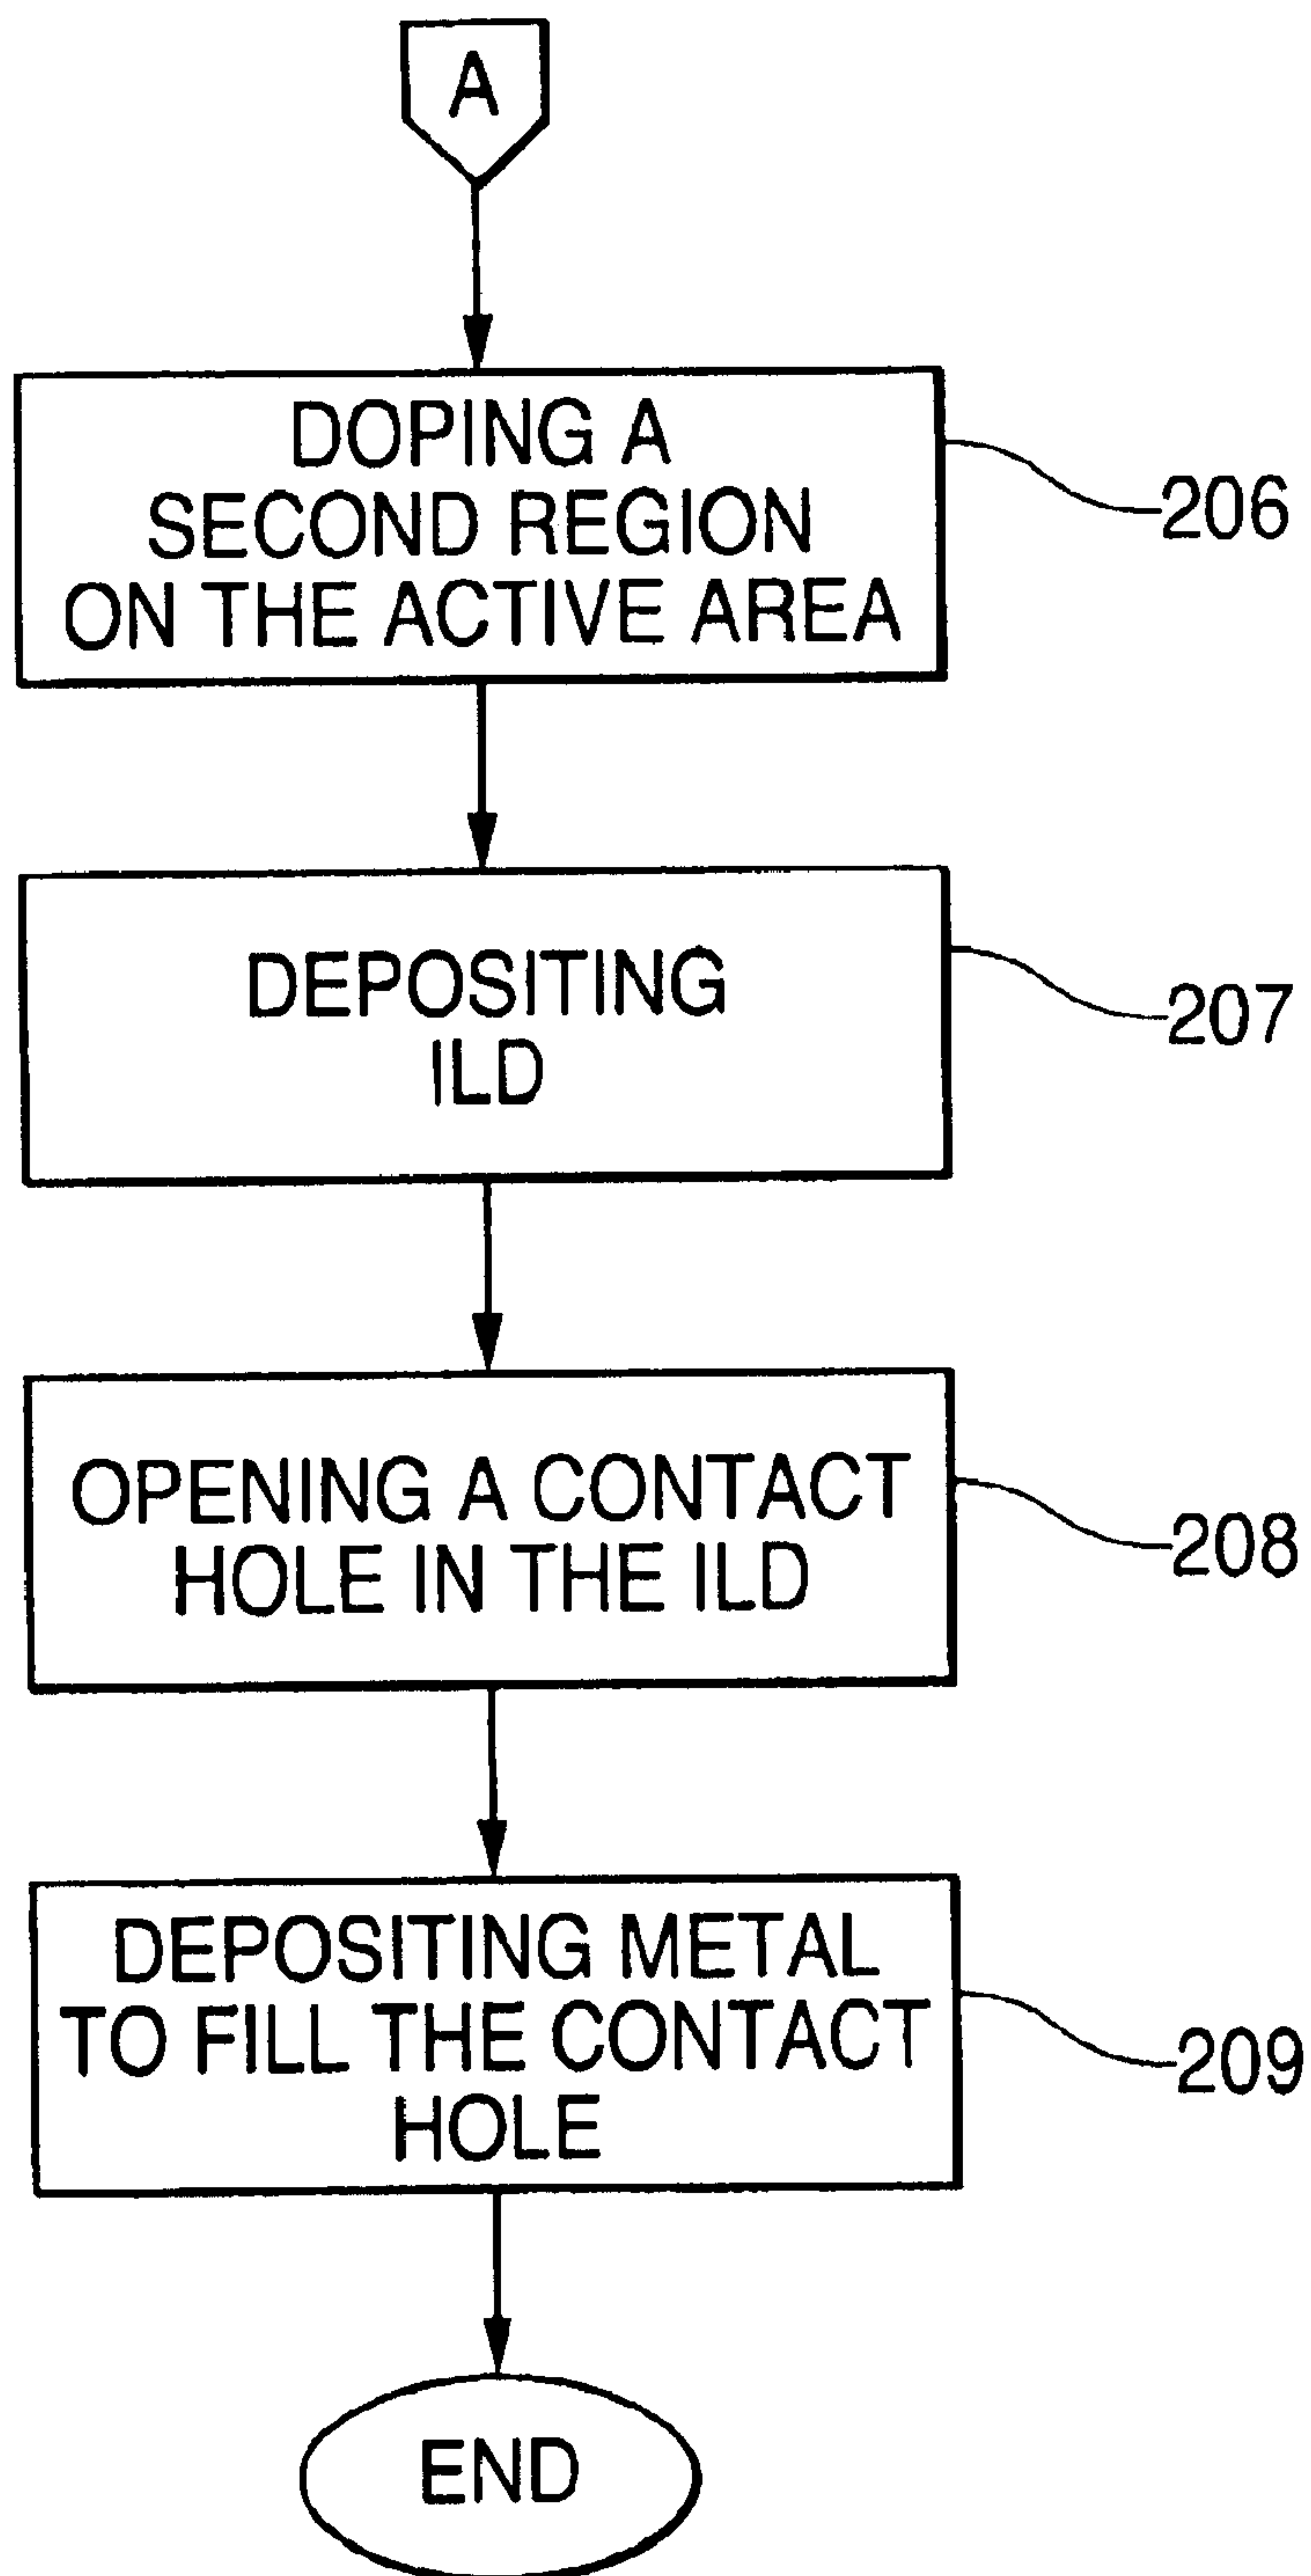 A
DOPING A
SECOND REGION
ON THE ACTIVE AREA
206
DEPOSITING
ILD
207
OPENING A CONTACT
HOLE IN THE ILD
208
DEPOSITING METAL
TO FILL THE CONTACT
HOLE
209
END